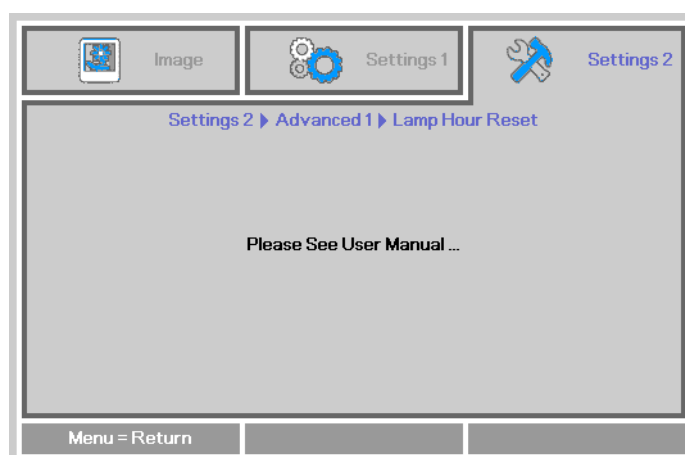 Image
Settings 1
Settings 2
Settings 2 ▶ Advanced 1 ▶ Lamp Hour Reset
Please See User Manual ...
Menu = Return